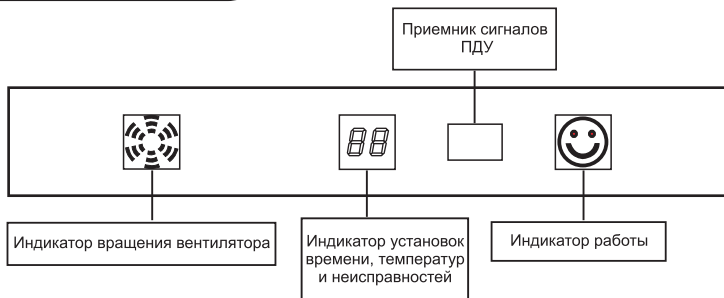 Приемник сигналов
ПДУ
88
Индикатор вращения вентилятора
Индикатор установок
времени, температур
и неисправностей
Индикатор работы